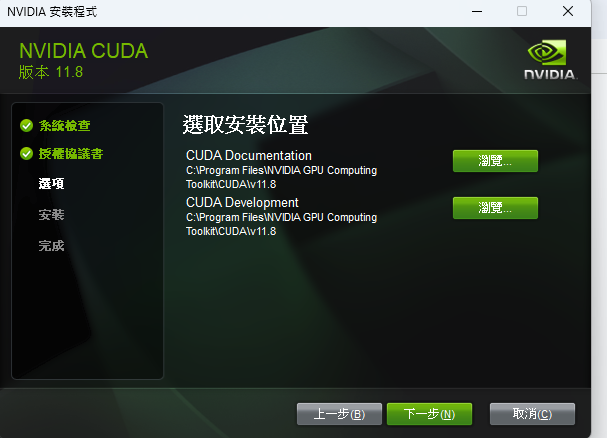 NVIDIA 安裝程式
NVIDIA CUDA
版本 11.8
NVIDIA.
系統檢查
授權協議書
選項
安裝
完成
選取安裝位置
CUDA Documentation
C:\Program Files\NVIDIA GPU Computing
Toolkit\CUDA\v11.8
瀏覽...
CUDA Development
C:\Program Files\NVIDIA GPU Computing
Toolkit\CUDA\v11.8
瀏覽...
上一步(B)
下一步(N)
取消(C)